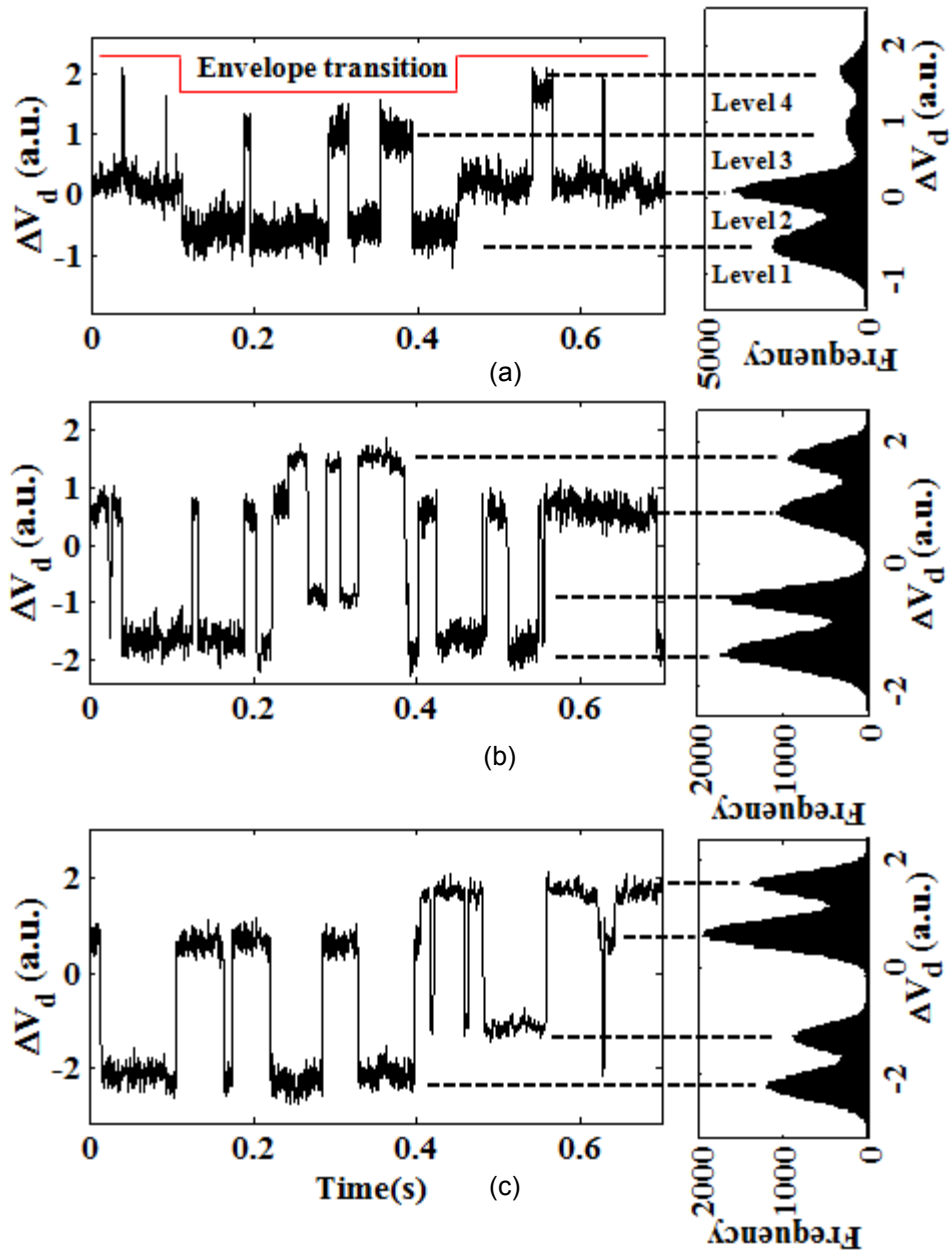 Envelope transition
ΔVd (a.u.)
2
1
0
-1
0
0.2
0.4
0.6
Level 4
Level 3
Level 2
Level 1
2
1
0
-1
ΔVd (a.u.)
5000
0
Frequency
(a)
ΔVd (a.u.)
2
1
0
-1
-2
0
0.2
0.4
0.6
2
0
-2
ΔVd (a.u.)
2000
1000
0
Frequency
(b)
ΔVd (a.u.)
2
0
-2
0
0.2
0.4
0.6
Time(s)
2
0
-2
ΔVd (a.u.)
2000
1000
0
Frequency
(c)